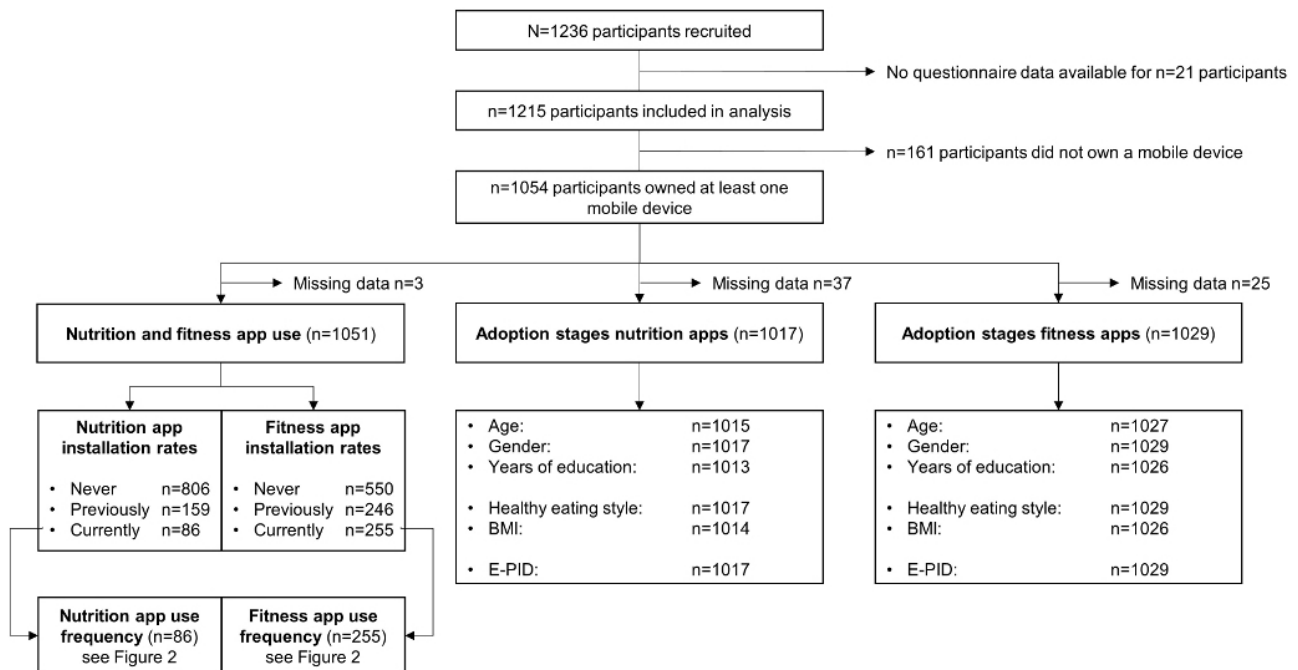 N=1236 participants recruited
No questionnaire data available for n=21 participants
n=1215 participants included in analysis
n=161 participants did not own a mobile device
n=1054 participants owned at least one
mobile device
Missing data n=3
Missing data n=37
Missing data n=25
Nutrition and fitness app use (n=1051)
Adoption stages nutrition apps (n=1017)
Adoption stages fitness apps (n=1029)
Nutrition app
installation rates
• Never n=806
• Previously n=159
• Currently n=86
Fitness app
installation rates
• Never n=550
• Previously n=246
• Currently n=255
• Age: n=1015
• Gender: n=1017
• Years of education: n=1013
• Healthy eating style: n=1017
• BMI: n=1014
• E-PID: n=1017
• Age: n=1027
• Gender: n=1029
• Years of education: n=1026
• Healthy eating style: n=1029
• BMI: n=1026
• E-PID: n=1029
Nutrition app use
frequency (n=86)
see Figure 2
Fitness app use
frequency (n=255)
see Figure 2